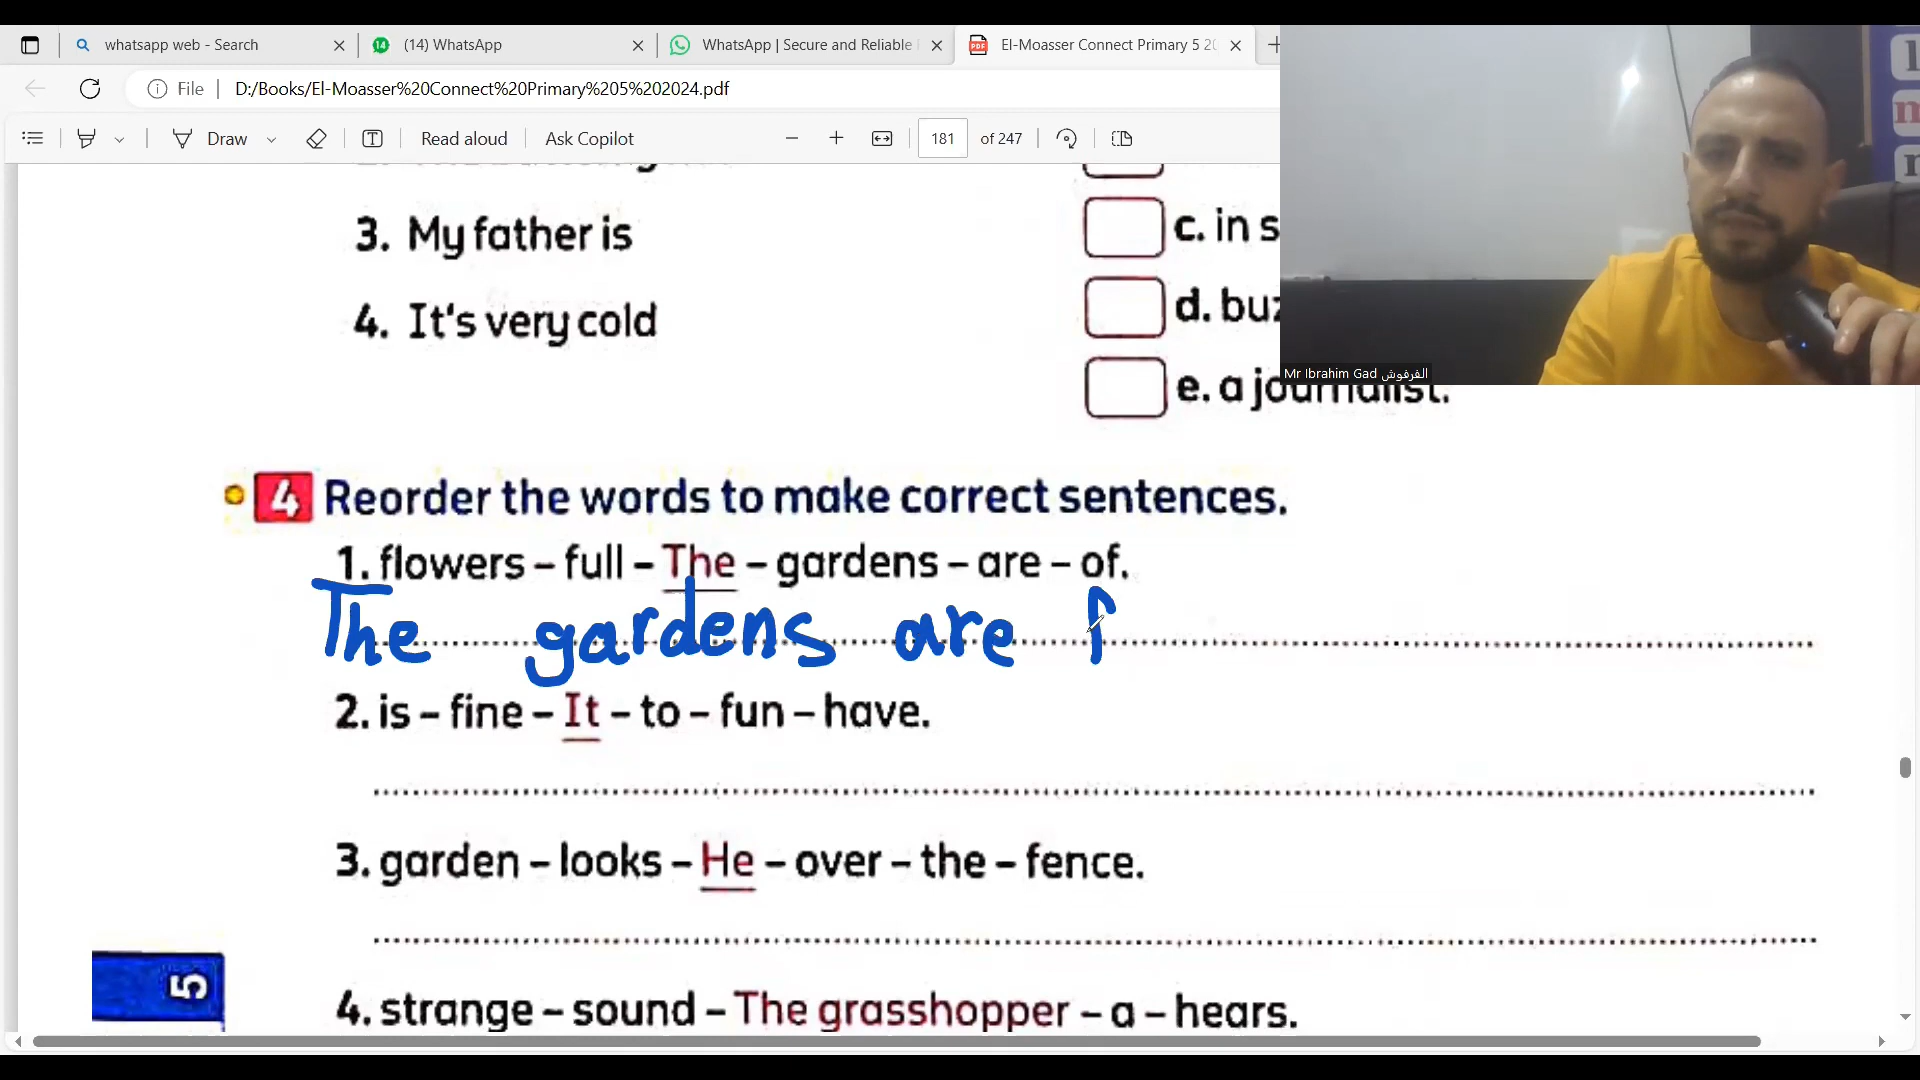 whatsapp web - Search
(14) WhatsApp
WhatsApp | Secure and Reliable
El-Moasser Connect Primary 5 20
File
D:/Books/El-Moasser%20Connect%20Primary%205%202024.pdf
Draw
Read aloud
Ask Copilot
181 of 247
3. My father is
c. in s
4. It's very cold
d. buz
Mr Ibrahim Gad الفرفوش
e. a journalist.
4 Reorder the words to make correct sentences.
1. flowers – full – The – gardens – are – of.
The gardens are f
2. is – fine – It – to – fun – have.
3. garden – looks – He – over – the – fence.
5
4. strange – sound – The grasshopper – a – hears.